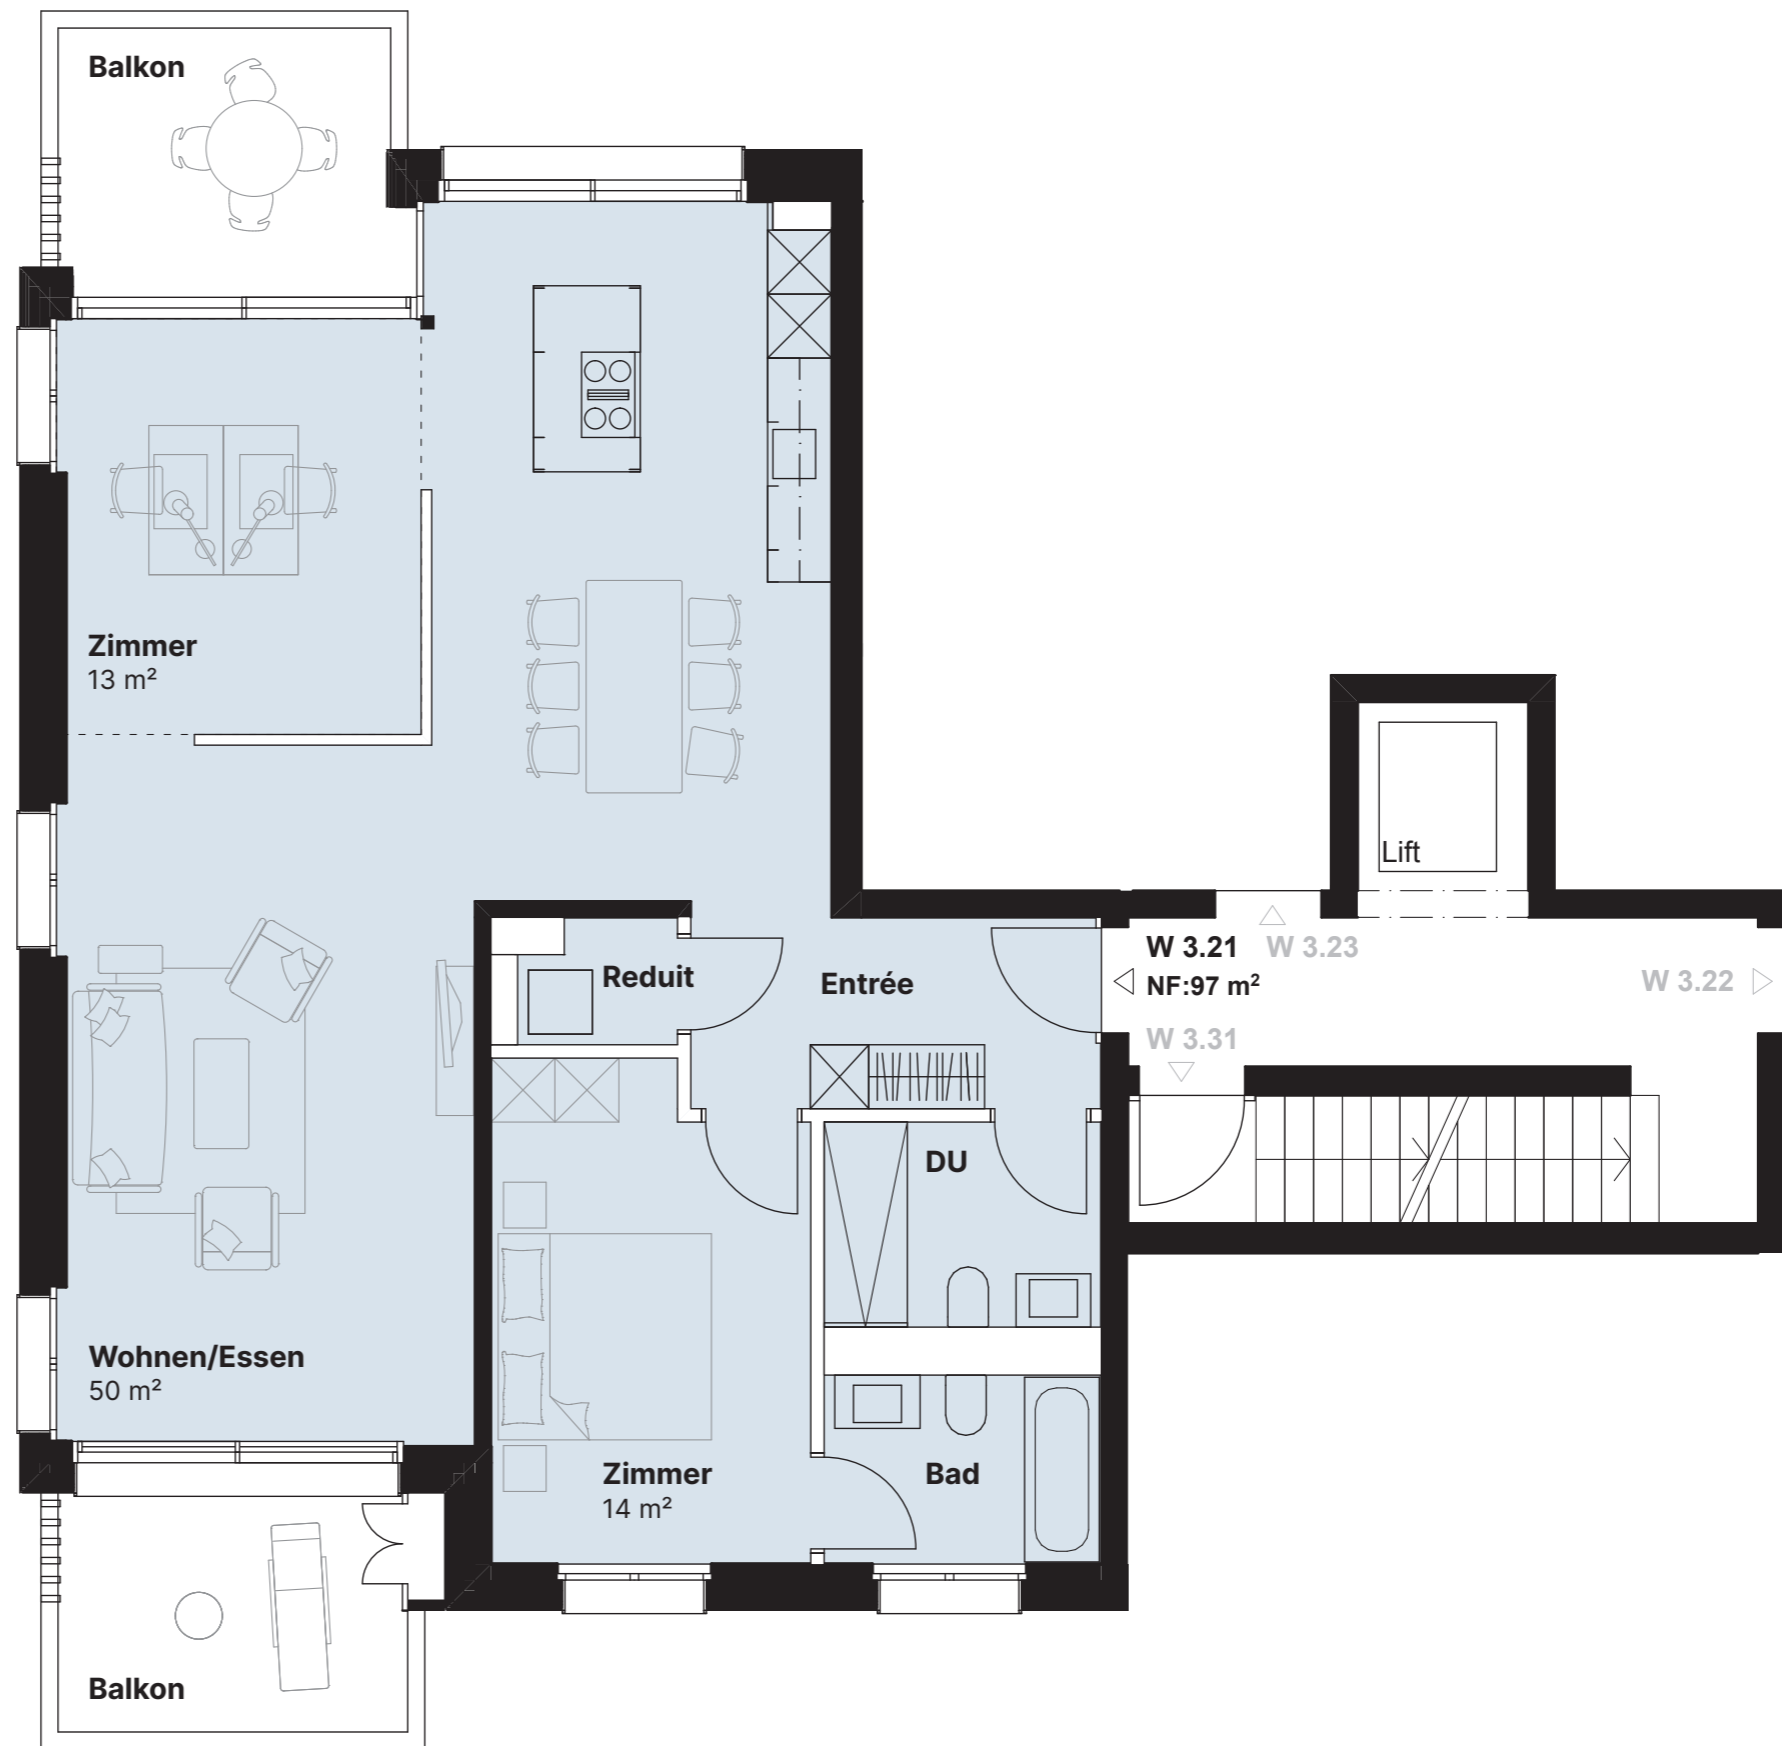 Balkon
Zimmer
13 m²
Lift
W 3.21
W 3.23
NF:97 m²
W 3.22
W 3.31
Reduit
Entrée
DU
Wohnen/Essen
50 m²
Zimmer
14 m²
Bad
Balkon